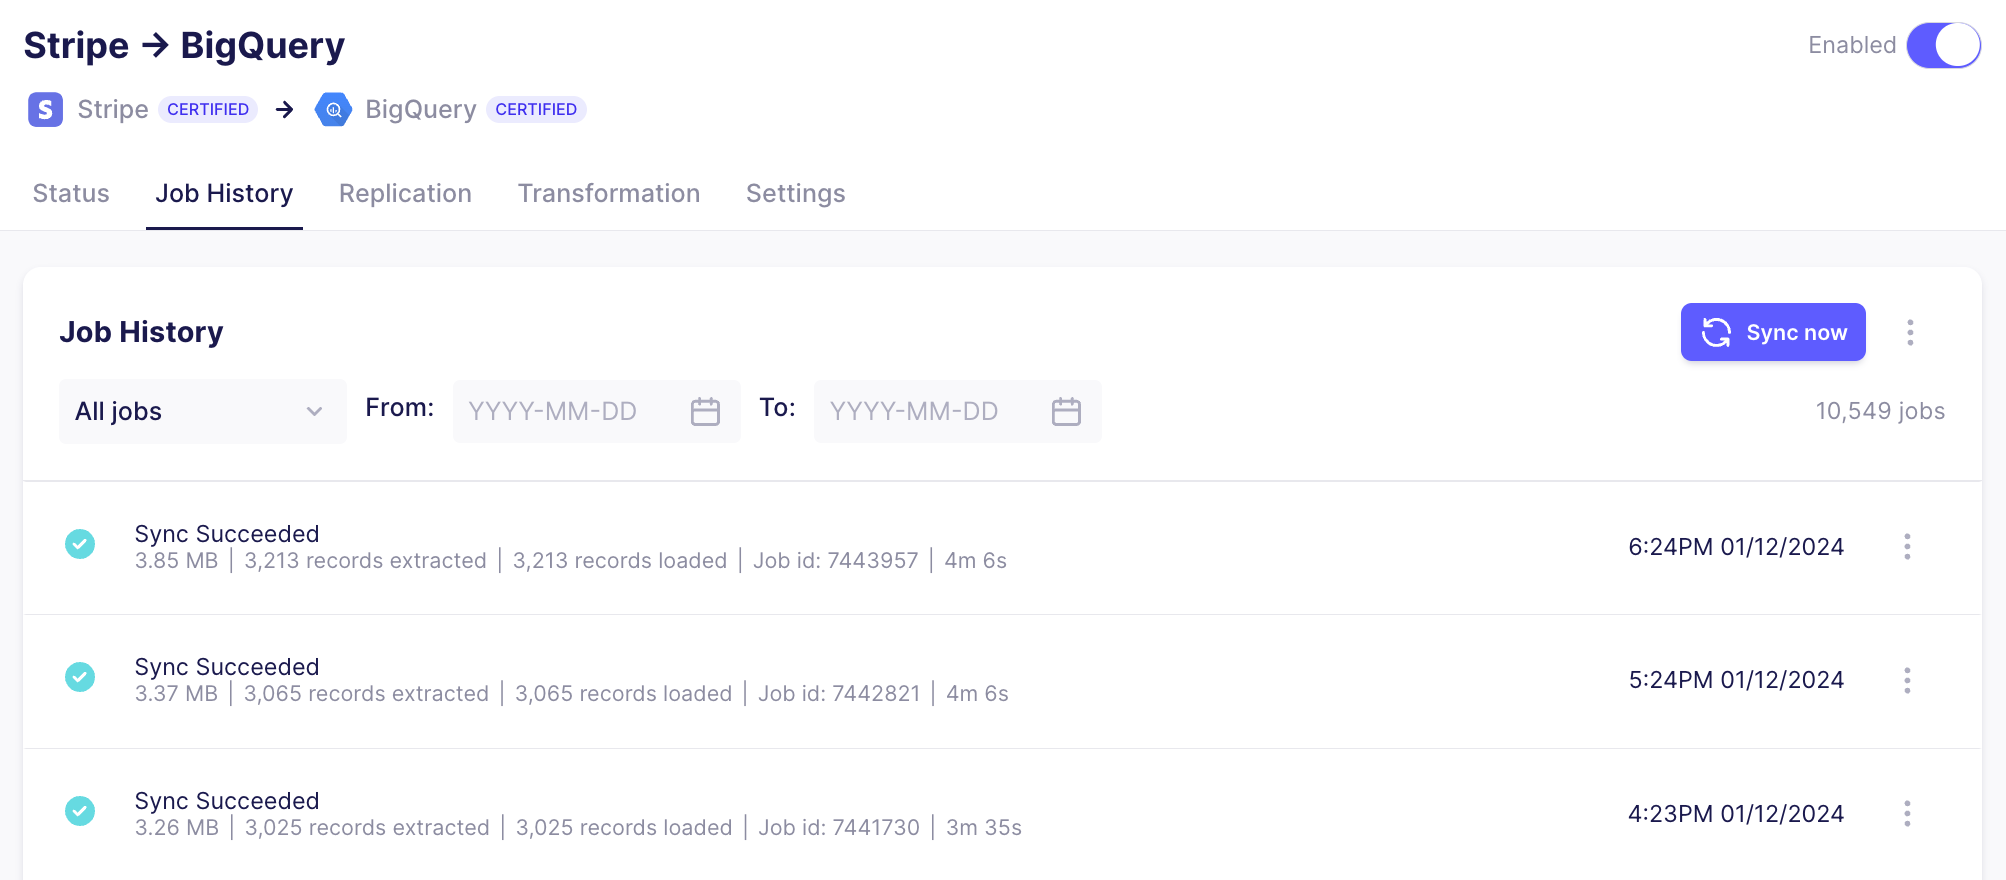 Stripe → BigQuery
Enabled
S Stripe CERTIFIED → BigQuery CERTIFIED
Status Job History Replication Transformation Settings
Job History
Sync now
All jobs From: YYYY-MM-DD To: YYYY-MM-DD 10,549 jobs
Sync Succeeded
3.85 MB | 3,213 records extracted | 3,213 records loaded | Job id: 7443957 | 4m 6s
6:24PM 01/12/2024
Sync Succeeded
3.37 MB | 3,065 records extracted | 3,065 records loaded | Job id: 7442821 | 4m 6s
5:24PM 01/12/2024
Sync Succeeded
3.26 MB | 3,025 records extracted | 3,025 records loaded | Job id: 7441730 | 3m 35s
4:23PM 01/12/2024